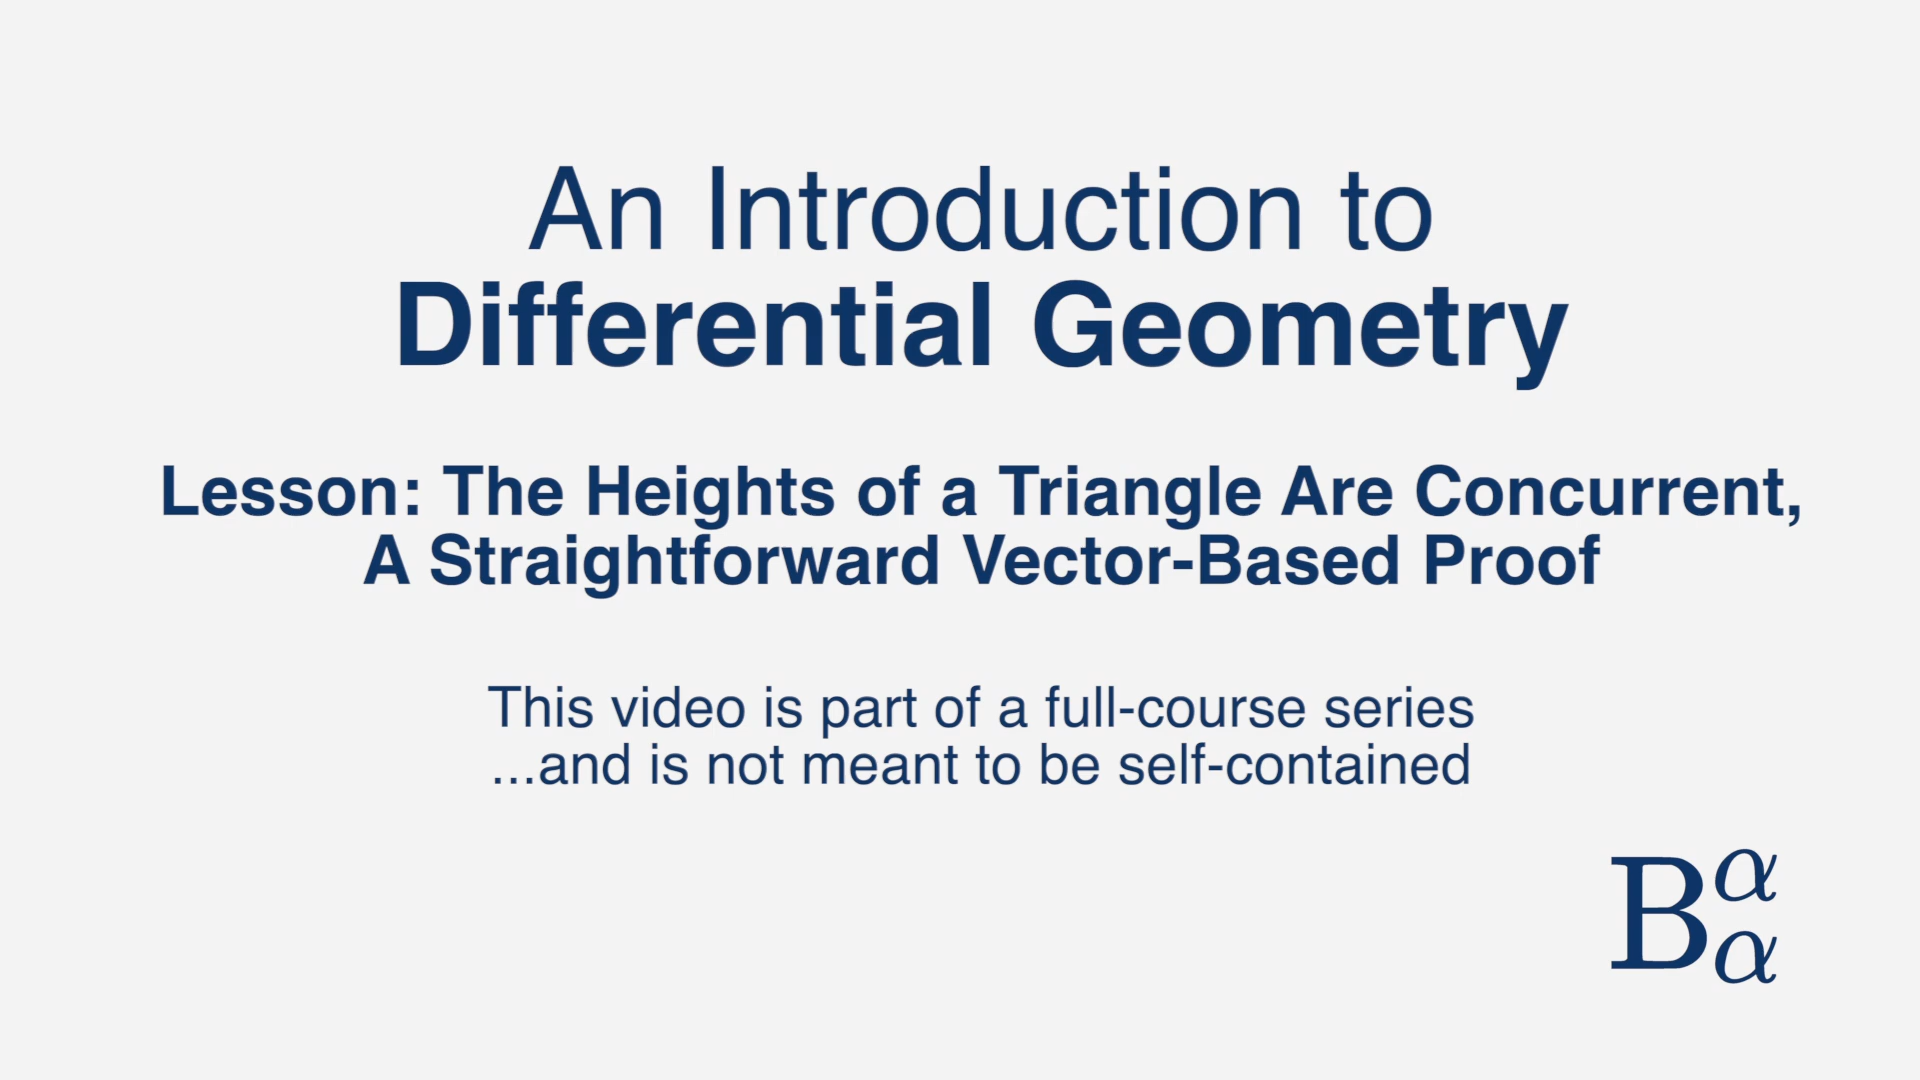 An Introduction to
Differential Geometry
Lesson: The Heights of a Triangle Are Concurrent,
A Straightforward Vector-Based Proof
This video is part of a full-course series
...and is not meant to be self-contained
B^α_α